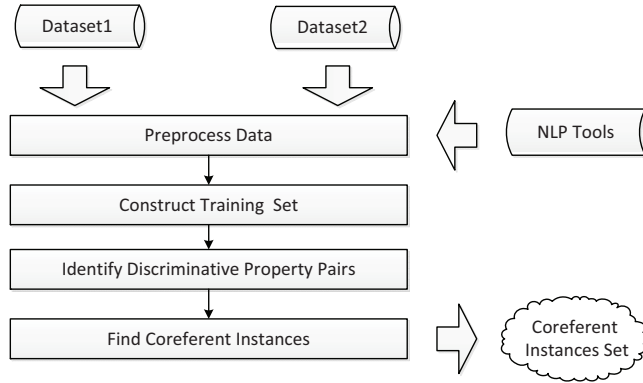 Dataset1
Dataset2
Preprocess Data
NLP Tools
Construct Training Set
Identify Discriminative Property Pairs
Find Coreferent Instances
Coreferent
Instances Set